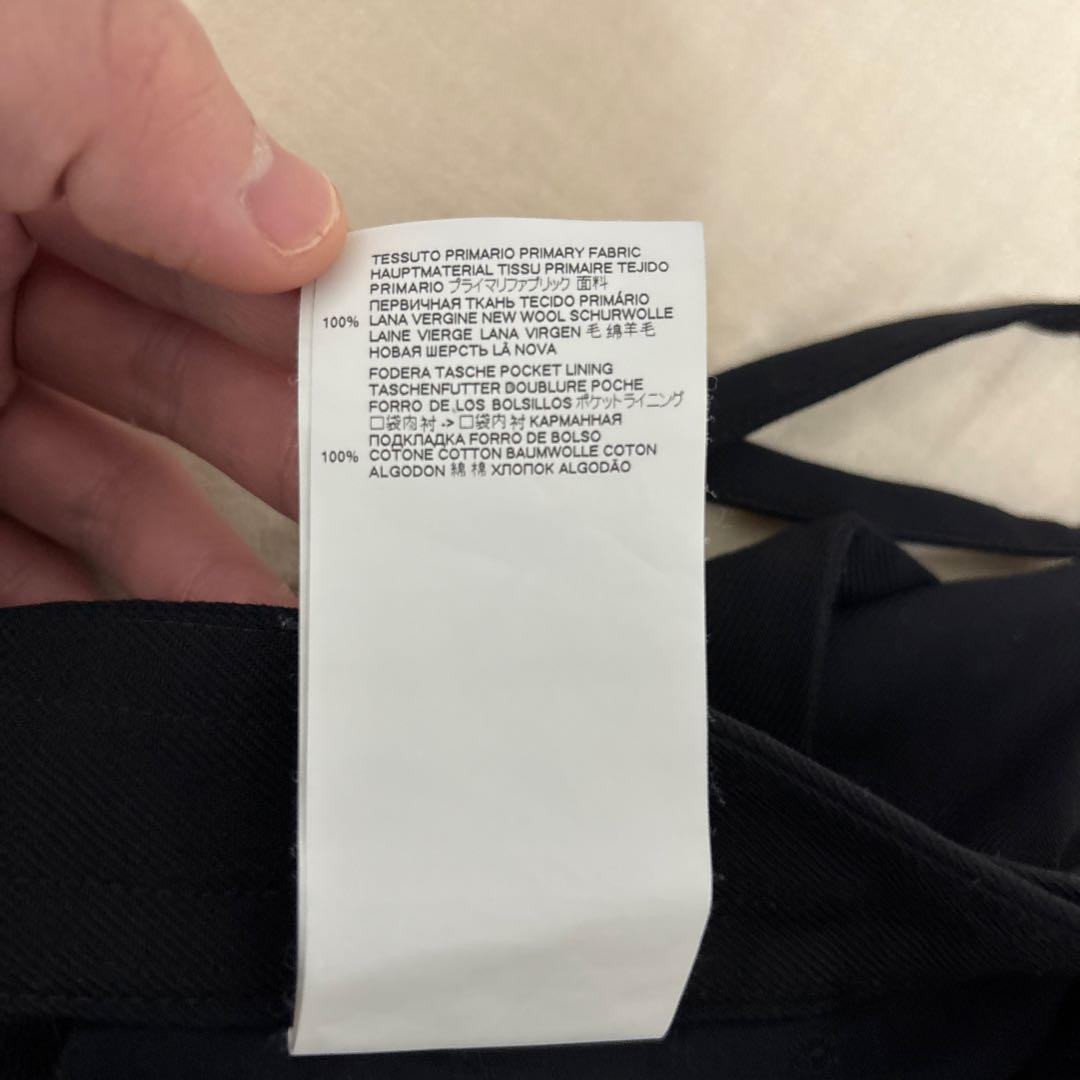 TESSUTO PRIMARIO PRIMARY FABRIC
HAUPTMATERIAL TISSU PRIMAIRE TEJIDO
PRIMARIO プライマリファブリック 面料
ПЕРВИЧНАЯ ТКАНЬ TECIDO PRIMÁRIO
100% LANA VERGINE NEW WOOL SCHURWOLLE
LAINE VIERGE LANA VIRGEN 毛 绵羊毛
НОВАЯ ШЕРСТЬ LÃ NOVA
FODERA TASCHE POCKET LINING
TASCHENFUTTER DOUBLURE POCHE
FORRO DE LOS BOLSILLOS ポケットライニング
口袋肉衬 -> 口袋内衬 КАРМАННАЯ
ПОДКЛАДКА FORRO DE BOLSO
100% COTONE COTTON BAUMWOLLE COTON
ALGODON 綿 棉 ХЛОПОК ALGODÃO